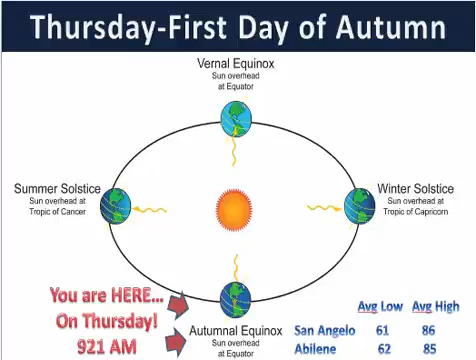 Thursday-First Day of Autumn
Vernal Equinox
Sun overhead
at Equator
Summer Solstice
Sun overhead at
Tropic of Cancer
Winter Solstice
Sun overhead at
Tropic of Capricorn
You are HERE...
On Thursday!
921 AM
Autumnal Equinox
Sun overhead
at Equator
Avg Low Avg High
San Angelo 61 86
Abilene 62 85